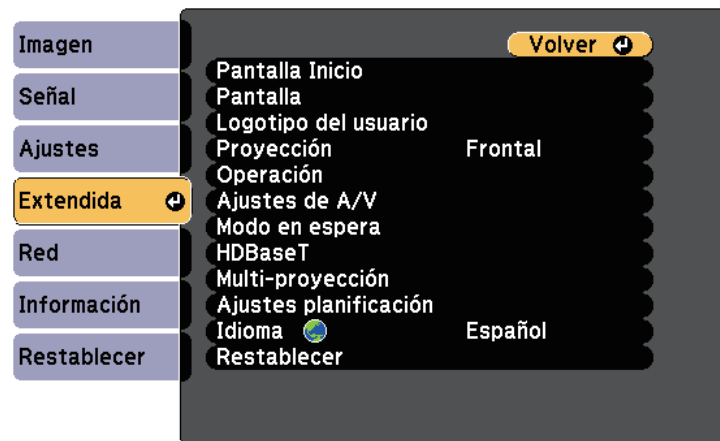 Imagen
Señal
Ajustes
Extendida
Red
Información
Restablecer
Volver
Pantalla Inicio
Pantalla
Logotipo del usuario
Proyección Frontal
Operación
Ajustes de A/V
Modo en espera
HDBaseT
Multi-proyección
Ajustes planificación
Idioma Español
Restablecer